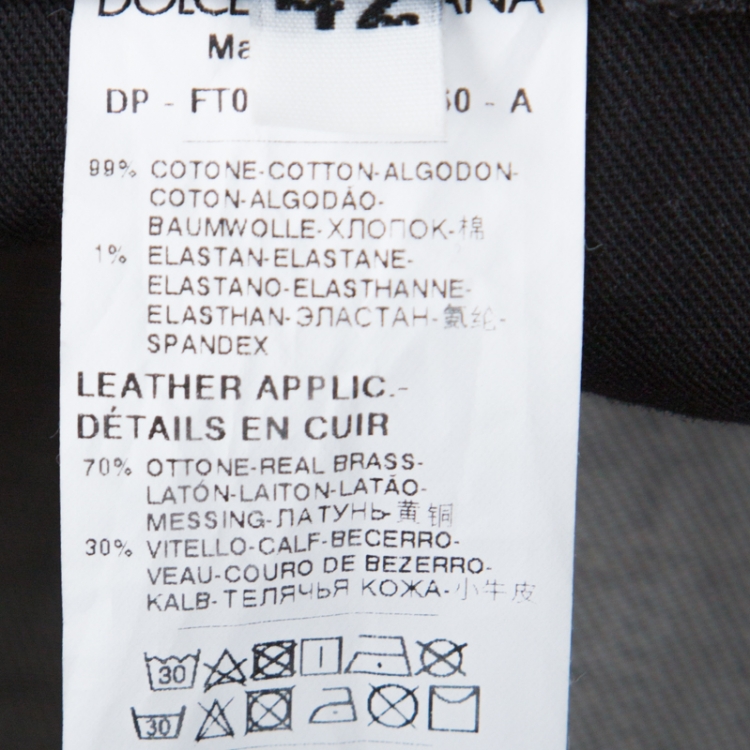 DOLCE
42
ANA
Ma
DP - FT0 60 - A
99% COTONE-COTTON-ALGODON-
COTON-ALGODÃO-
BAUMWOLLE-ХЛОПОК-棉
1% ELASTAN-ELASTANE-
ELASTANO-ELASTHANNE-
ELASTHAN-ЭЛАСТАН-氨纶-
SPANDEX
LEATHER APPLIC.-
DÉTAILS EN CUIR
70% OTTONE-REAL BRASS-
LATÓN-LAITON-LATÃO-
MESSING-ЛАТУНЬ-黄铜
30% VITELLO-CALF-BECERRO-
VEAU-COURO DE BEZERRO-
KALB-ТЕЛЯЧЬЯ КОЖА-小牛皮
30
30